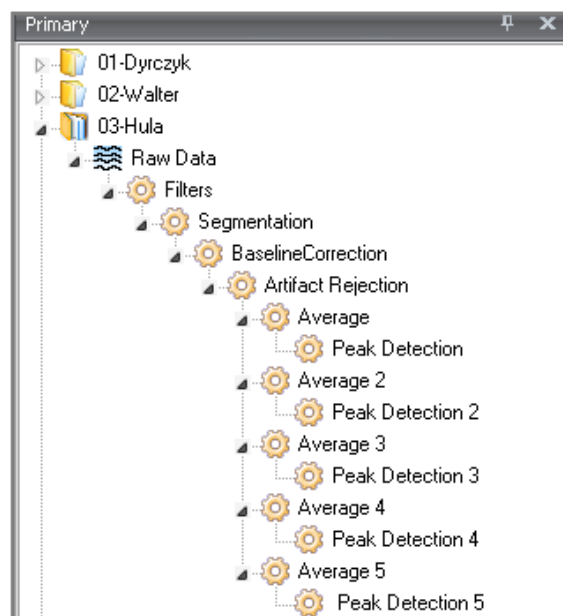 Primary
01-Dyrczyk
02-Walter
03-Hula
Raw Data
Filters
Segmentation
BaselineCorrection
Artifact Rejection
Average
Peak Detection
Average 2
Peak Detection 2
Average 3
Peak Detection 3
Average 4
Peak Detection 4
Average 5
Peak Detection 5